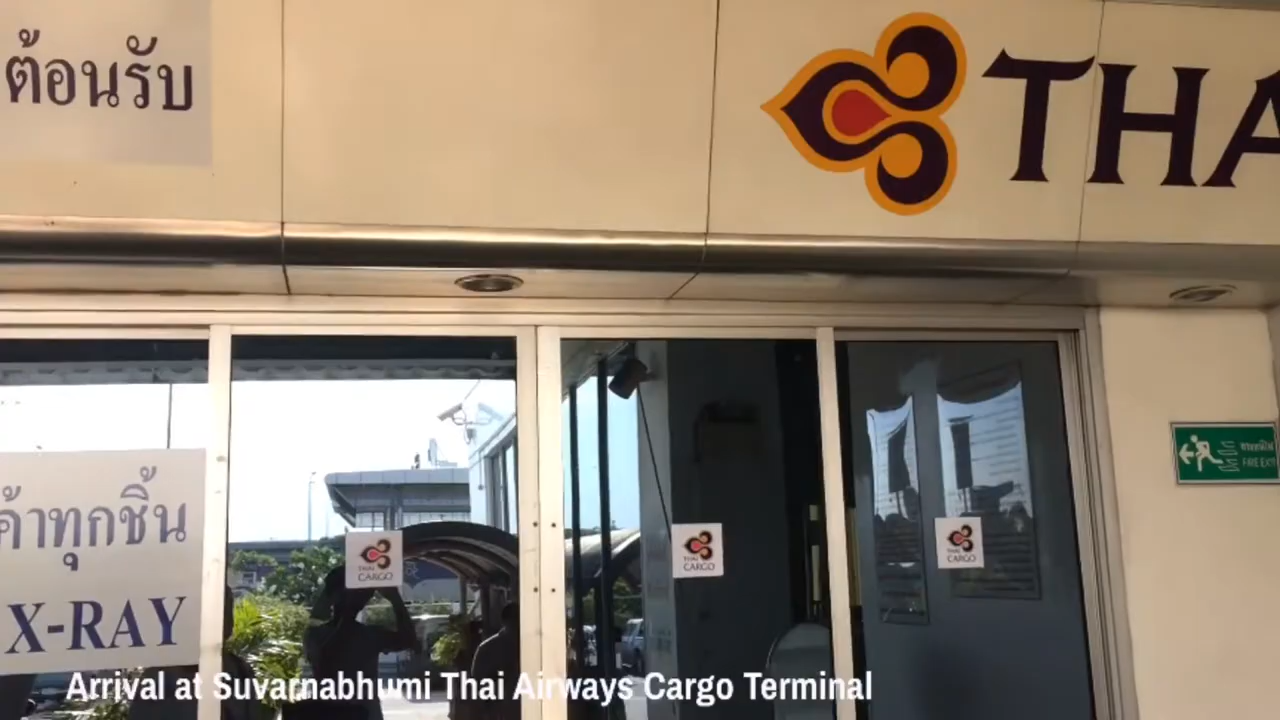 ต้อนรับ
THA
ค้าทุกชิ้น
X-RAY
THAI
CARGO
THAI
CARGO
THAI
CARGO
FIRE EXIT
Arrival at Suvarnabhumi Thai Airways Cargo Terminal